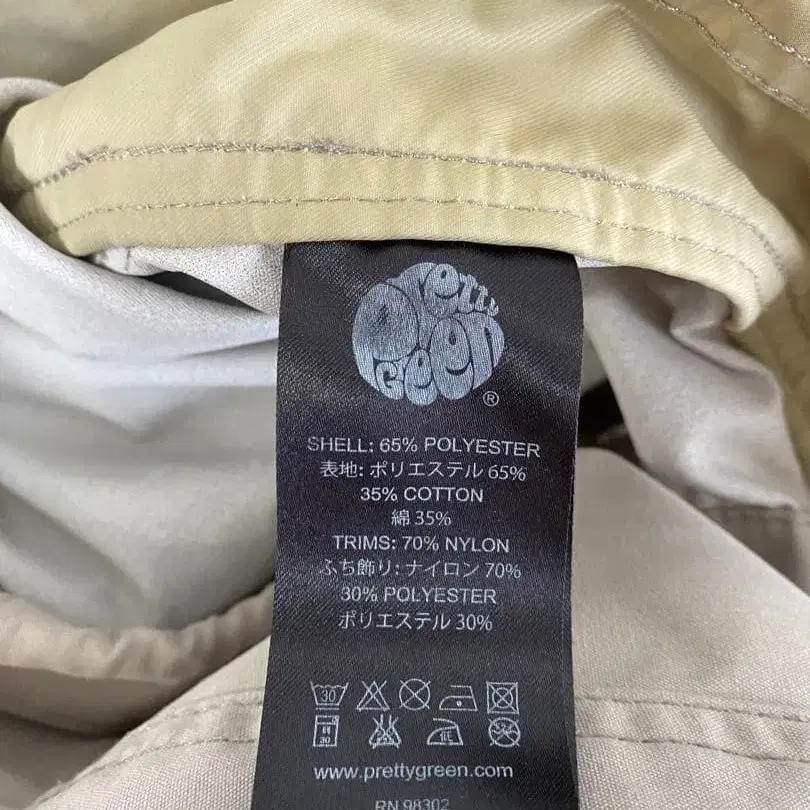 Pretty
Green
®
SHELL: 65% POLYESTER
表地: ポリエステル 65%
35% COTTON
綿 35%
TRIMS: 70% NYLON
ふち飾り: ナイロン 70%
30% POLYESTER
ポリエステル 30%
30
www.prettygreen.com
RN 98302